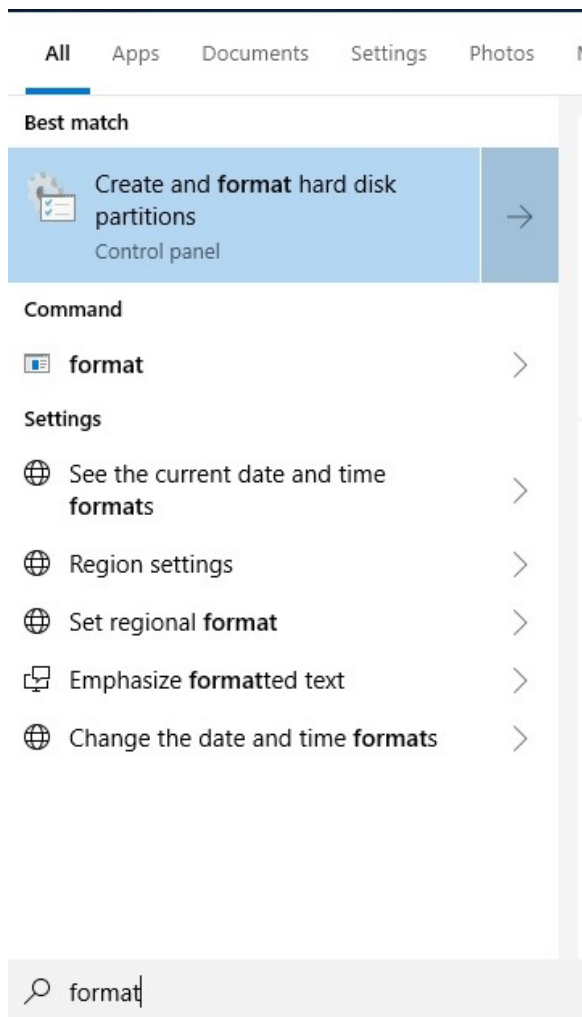 All Apps Documents Settings Photos
Best match
Create and format hard disk
partitions
Control panel
Command
format
Settings
See the current date and time
formats
Region settings
Set regional format
Emphasize formatted text
Change the date and time formats
format